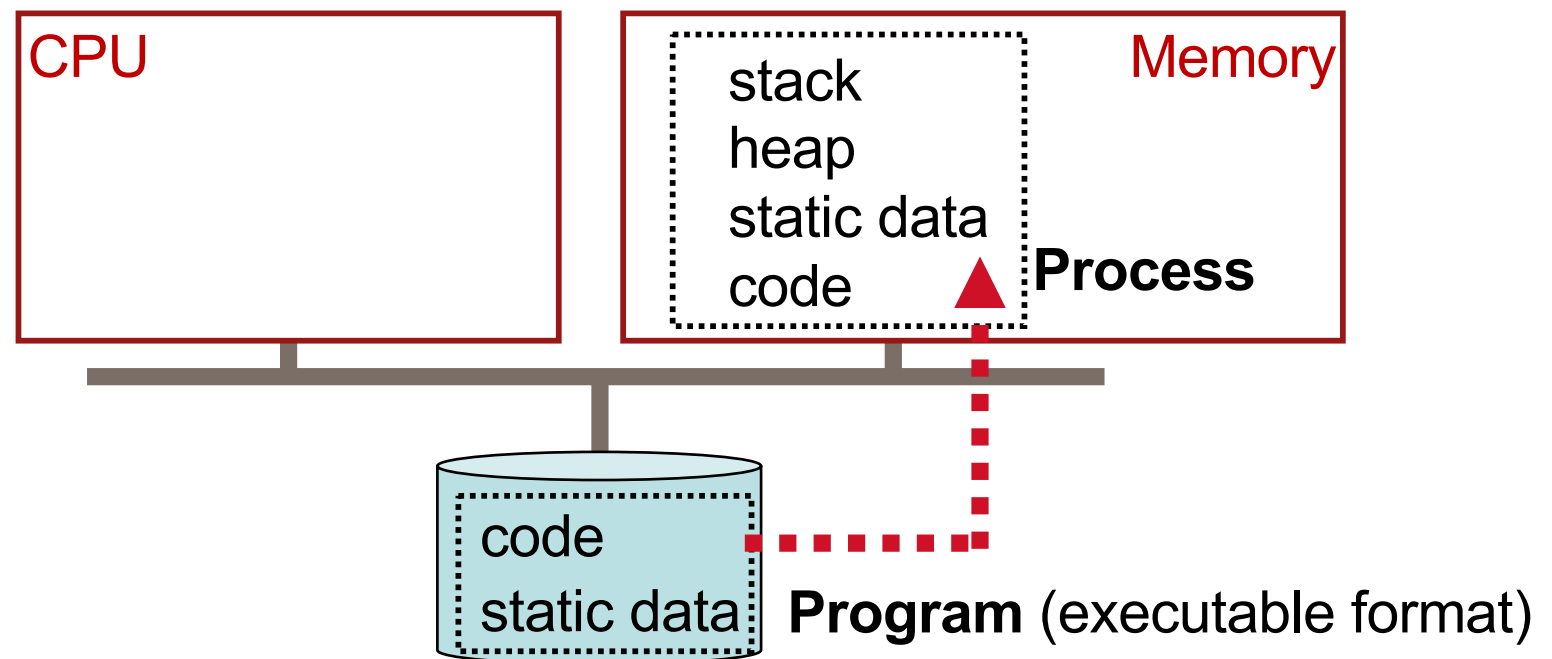 CPU
Memory
stack
heap
static data
code
Process
code
static data
Program (executable format)